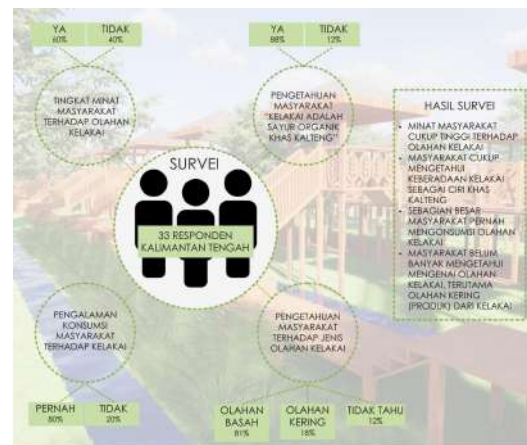 YA TIDAK
60% 40%
TINGKAT MINAT
MASYARAKAT
TERHADAP OLAHAN
KELAKAI
YA TIDAK
88% 12%
PENGETAHUAN
MASYARAKAT
"KELAKAI ADALAH
SAYUR ORGANIK
KHAS KALTENG"
SURVEI
33 RESPONDEN
KALIMANTAN TENGAH
PENGALAMAN
KONSUMSI
MASYARAKAT
TERHADAP KELAKAI
PERNAH TIDAK
80% 20%
PENGETAHUAN
MASYARAKAT
TERHADAP JENIS
OLAHAN KELAKAI
OLAHAN OLAHAN TIDAK TAHU
BASAH KERING 12%
81% 18%
HASIL SURVEI
• MINAT MASYARAKAT
CUKUP TINGGI TERHADAP
OLAHAN KELAKAI
• MASYARAKAT CUKUP
MENGETAHUI
KEBERADAAN KELAKAI
SEBAGAI CIRI KHAS
KALTENG
• SEBAGIAN BESAR
MASYARAKAT PERNAH
MENGONSUMSI OLAHAN
KELAKAI
• MASYARAKAT BELUM
BANYAK MENGETAHUI
MENGENAI OLAHAN
KELAKAI, TERUTAMA
OLAHAN KERING
(PRODUK) DARI KELAKAI